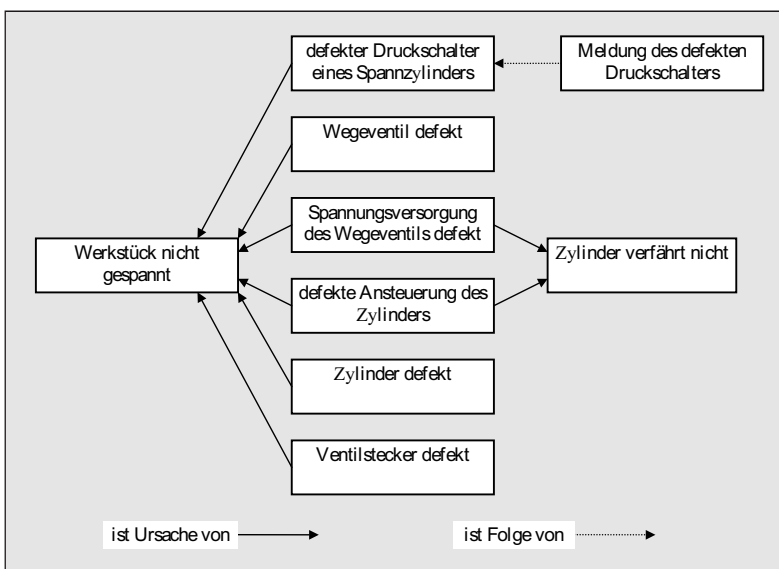 defekter Druckschalter
eines Spannzylinders
Meldung des defekten
Druckschalters
Wegeventil defekt
Spannungsversorgung
des Wegeventils defekt
Werkstück nicht
gespannt
Zylinder verfährt nicht
defekte Ansteuerung des
Zylinders
Zylinder defekt
Ventilstecker defekt
ist Ursache von
ist Folge von